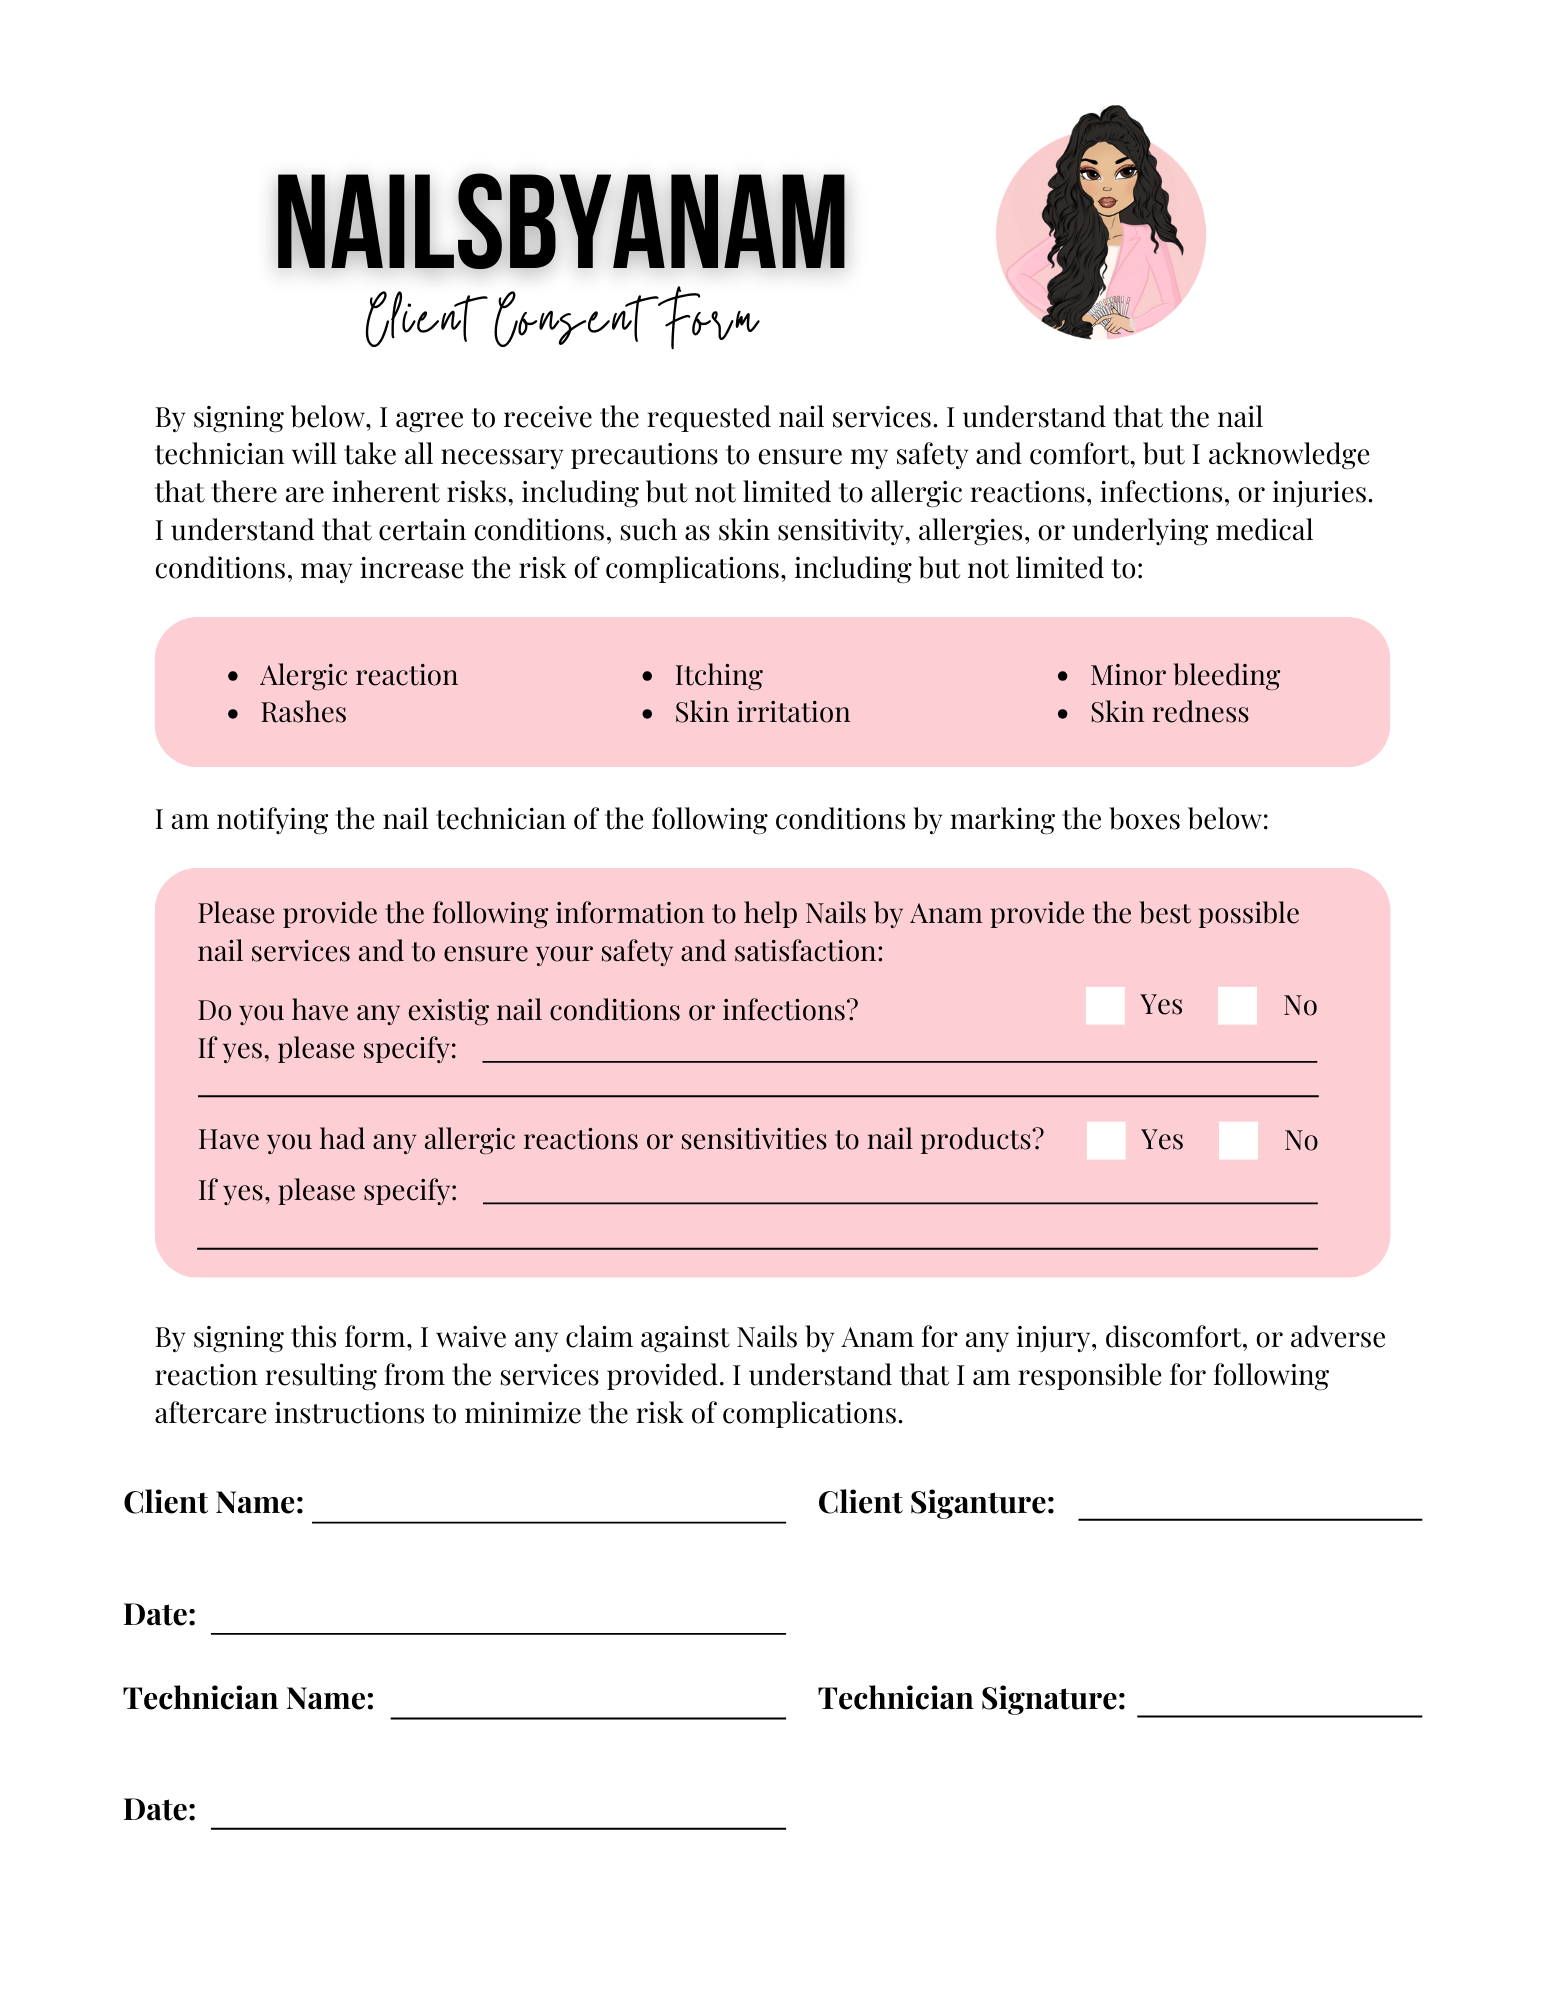 NAILSBYANAM
Client Consent Form
By signing below, I agree to receive the requested nail services. I understand that the nail
technician will take all necessary precautions to ensure my safety and comfort, but I acknowledge
that there are inherent risks, including but not limited to allergic reactions, infections, or injuries.
I understand that certain conditions, such as skin sensitivity, allergies, or underlying medical
conditions, may increase the risk of complications, including but not limited to:
• Alergic reaction
• Rashes
• Itching
• Skin irritation
• Minor bleeding
• Skin redness
I am notifying the nail technician of the following conditions by marking the boxes below:
Please provide the following information to help Nails by Anam provide the best possible
nail services and to ensure your safety and satisfaction:
Do you have any existig nail conditions or infections? Yes No
If yes, please specify:
Have you had any allergic reactions or sensitivities to nail products? Yes No
If yes, please specify:
By signing this form, I waive any claim against Nails by Anam for any injury, discomfort, or adverse
reaction resulting from the services provided. I understand that I am responsible for following
aftercare instructions to minimize the risk of complications.
Client Name: Client Siganture:
Date:
Technician Name: Technician Signature:
Date: